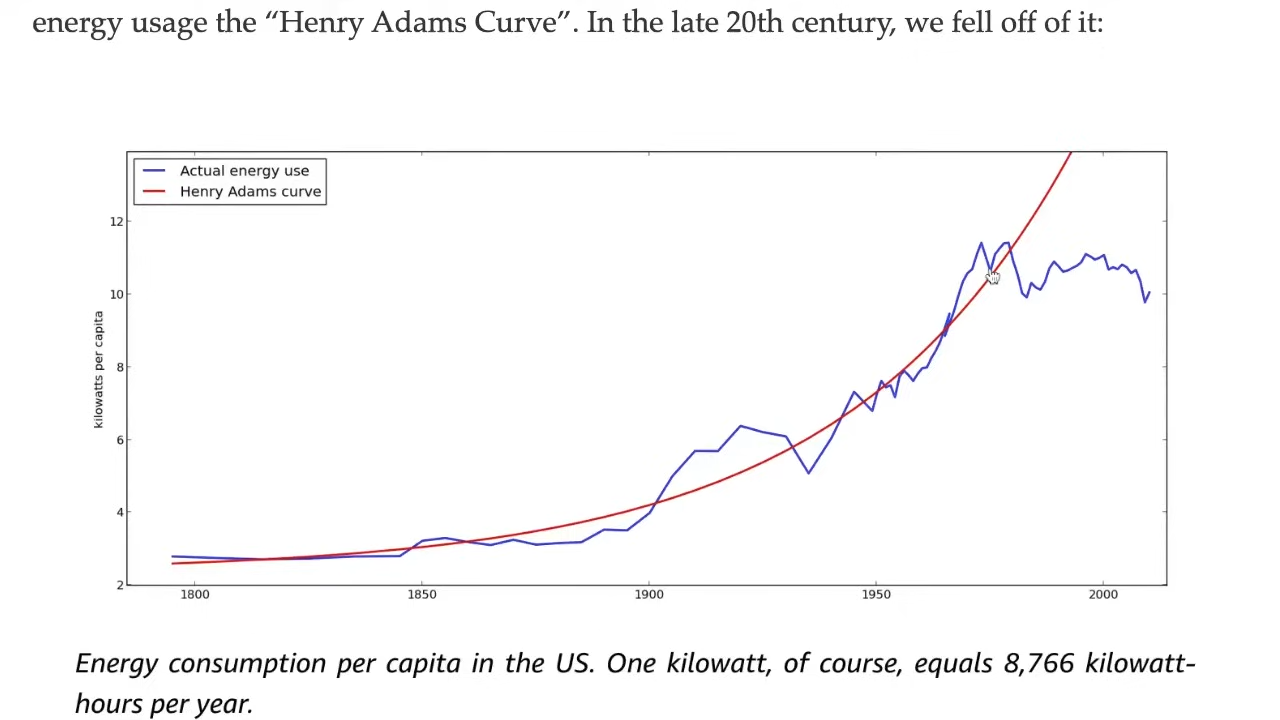 energy usage the “Henry Adams Curve”. In the late 20th century, we fell off of it:
Actual energy use
Henry Adams curve
12
10
8
6
4
2
kilowatts per capita
1800 1850 1900 1950 2000
Energy consumption per capita in the US. One kilowatt, of course, equals 8,766 kilowatt-
hours per year.